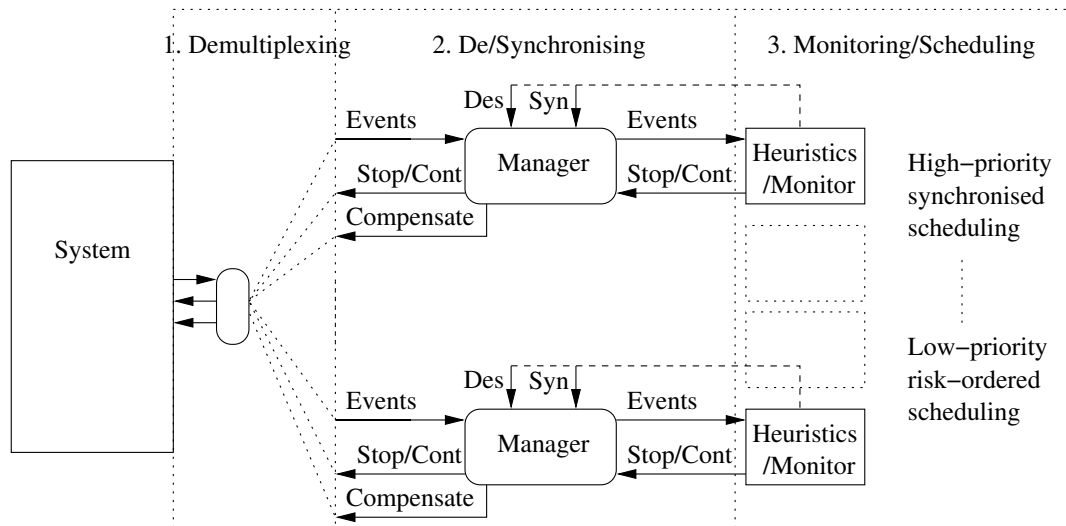 1. Demultiplexing
2. De/Synchronising
3. Monitoring/Scheduling
Des
Syn
Events
Events
Manager
Heuristics
/Monitor
Stop/Cont
Stop/Cont
Compensate
High−priority
synchronised
scheduling
System
Low−priority
risk−ordered
scheduling
Des
Syn
Events
Events
Manager
Heuristics
/Monitor
Stop/Cont
Stop/Cont
Compensate